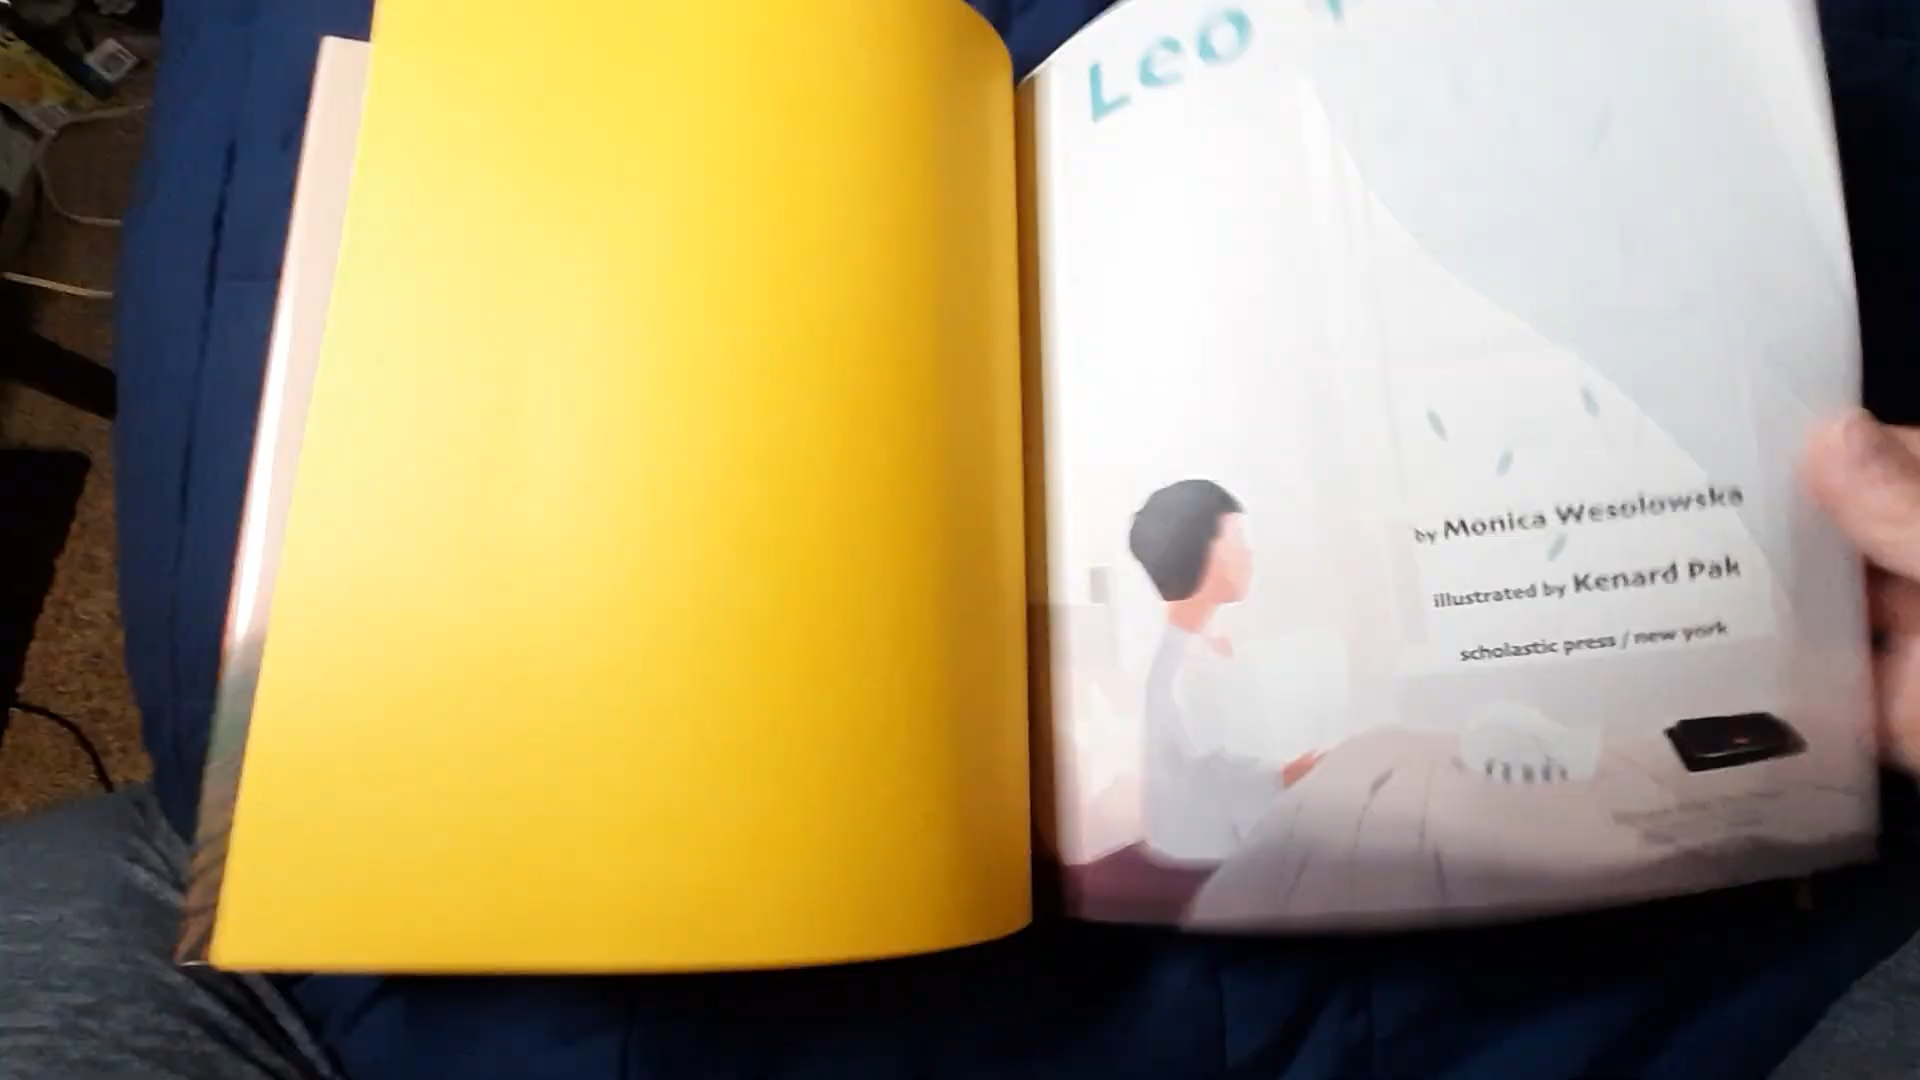 Leo
by Monica Wesolowska
illustrated by Kenard Pak
scholastic press / new york